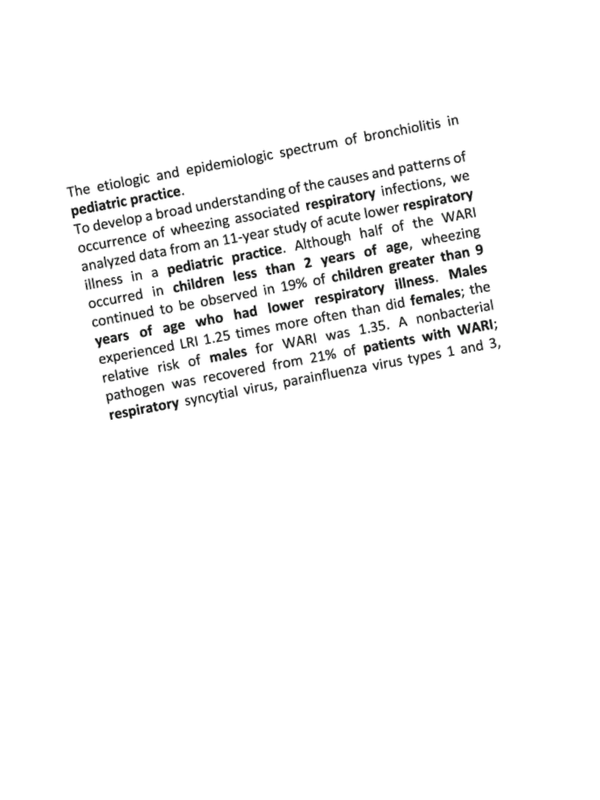 The etiologic and epidemiologic spectrum of bronchiolitis in
pediatric practice.
To develop a broad understanding of the causes and patterns of
occurrence of wheezing associated respiratory infections, we
analyzed data from an 11-year study of acute lower respiratory
illness in a pediatric practice. Although half of the WARI
occurred in children less than 2 years of age, wheezing
continued to be observed in 19% of children greater than 9
years of age who had lower respiratory illness. Males
experienced LRI 1.25 times more often than did females; the
relative risk of males for WARI was 1.35. A nonbacterial
pathogen was recovered from 21% of patients with WARI;
respiratory syncytial virus, parainfluenza virus types 1 and 3,